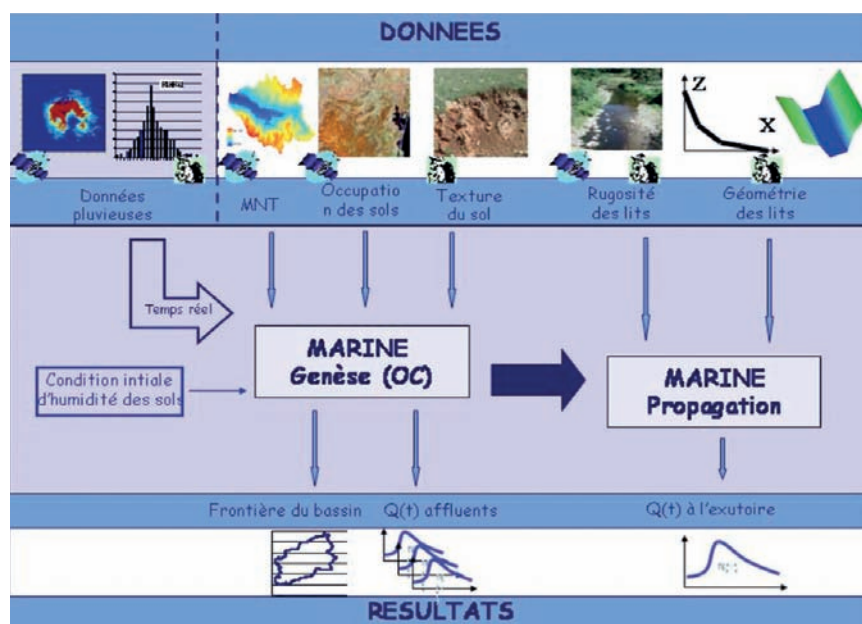 DONNEES
Z
X
Données
pluvieuses
MNT
Occupatio
n des sols
Texture
du sol
Rugosité
des lits
Géométrie
des lits
Temps réel
MARINE
Genèse (OC)
Condition intiale
d'humidité des sols
MARINE
Propagation
Frontière du bassin
Q(t) affluents
Q(t) à l'exutoire
RESULTATS